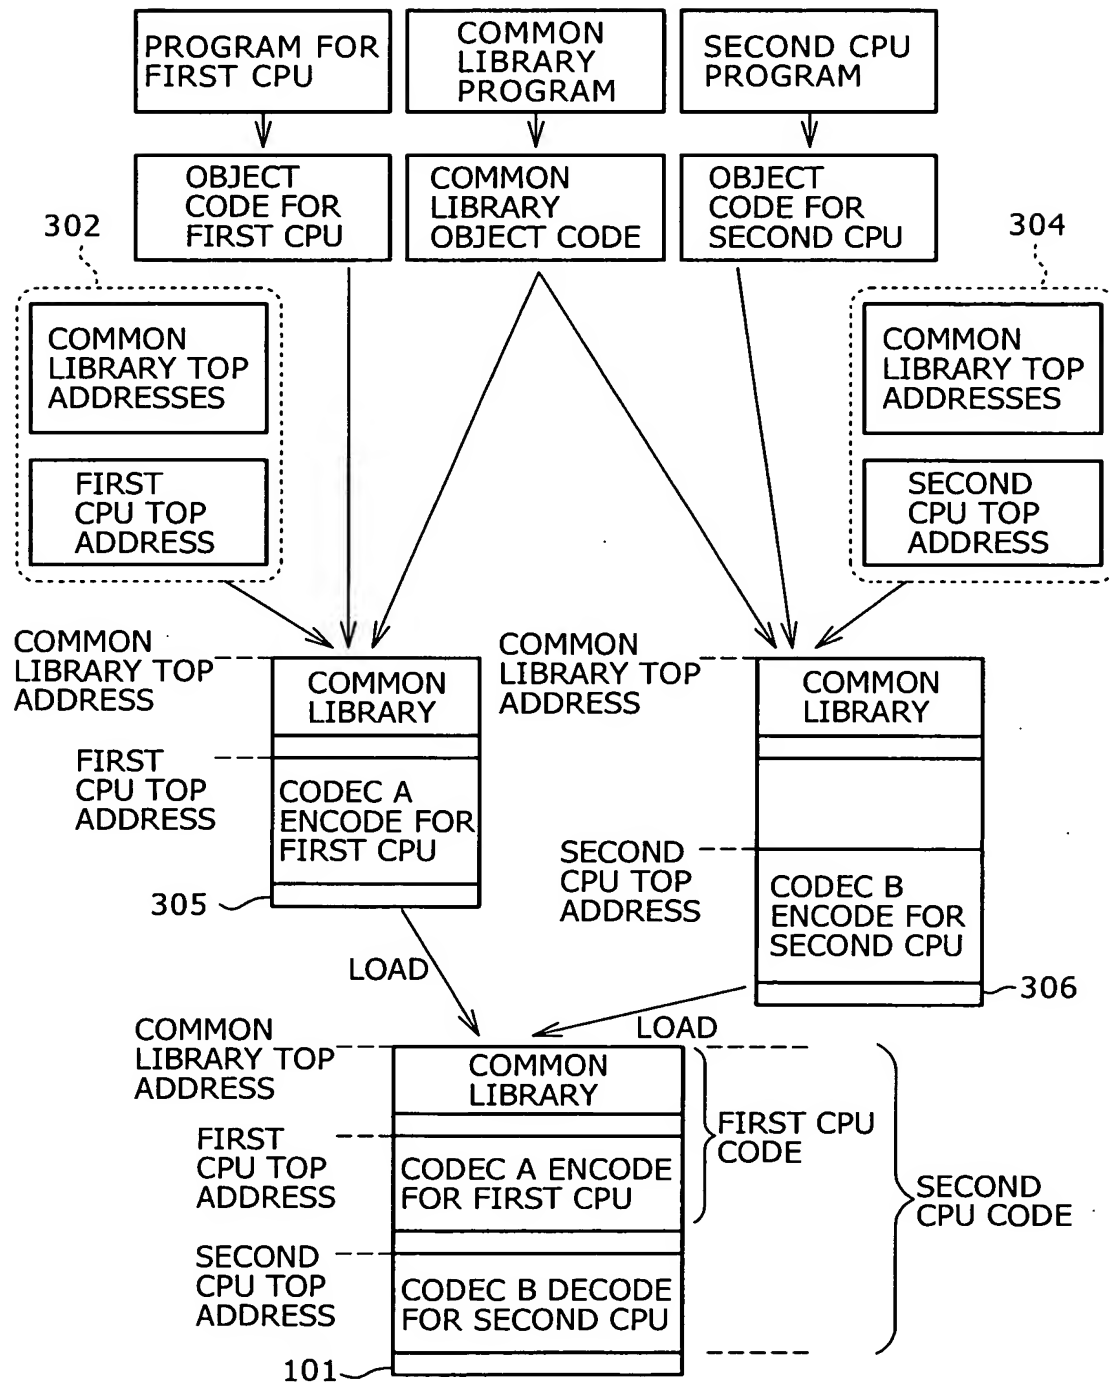 PROGRAM FOR
FIRST CPU
COMMON
LIBRARY
PROGRAM
SECOND CPU
PROGRAM
OBJECT
CODE FOR
FIRST CPU
COMMON
LIBRARY
OBJECT CODE
OBJECT
CODE FOR
SECOND CPU
302
304
COMMON
LIBRARY TOP
ADDRESSES
FIRST
CPU TOP
ADDRESS
COMMON
LIBRARY TOP
ADDRESSES
SECOND
CPU TOP
ADDRESS
COMMON
LIBRARY TOP
ADDRESS
COMMON
LIBRARY
FIRST
CPU TOP
ADDRESS
CODEC A
ENCODE FOR
FIRST CPU
305
COMMON
LIBRARY TOP
ADDRESS
COMMON
LIBRARY
SECOND
CPU TOP
ADDRESS
CODEC B
ENCODE FOR
SECOND CPU
306
LOAD
LOAD
COMMON
LIBRARY TOP
ADDRESS
COMMON
LIBRARY
FIRST CPU
CODE
FIRST
CPU TOP
ADDRESS
CODEC A ENCODE
FOR FIRST CPU
SECOND
CPU CODE
SECOND
CPU TOP
ADDRESS
CODEC B DECODE
FOR SECOND CPU
101